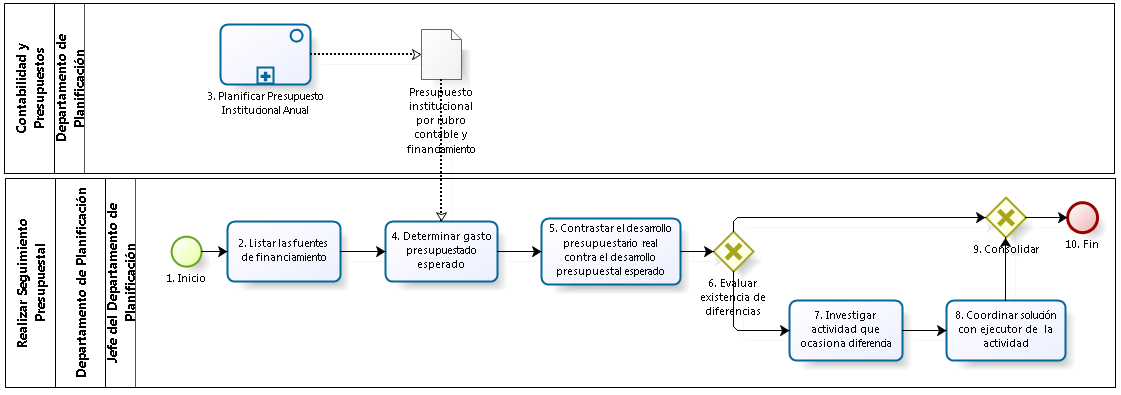 Contabilidad y
Presupuestos
Departamento de
Planificación
3. Planificar Presupuesto
Institucional Anual
Presupuesto
institucional
por rubro
contable y
financiamiento
Realizar Seguimiento
Presupuestal
Departamento de Planificación
Jefe del Departamento de
Planificación
1. Inicio
2. Listar las fuentes
de financiamiento
4. Determinar gasto
presupuestado
esperado
5. Contrastar el desarrollo
presupuestario real
contra el desarrollo
presupuestal esperado
6. Evaluar
existencia de
diferencias
7. Investigar
actividad que
ocasiona diferencia
8. Coordinar solución
con ejecutor de la
actividad
9. Consolidar
10. Fin